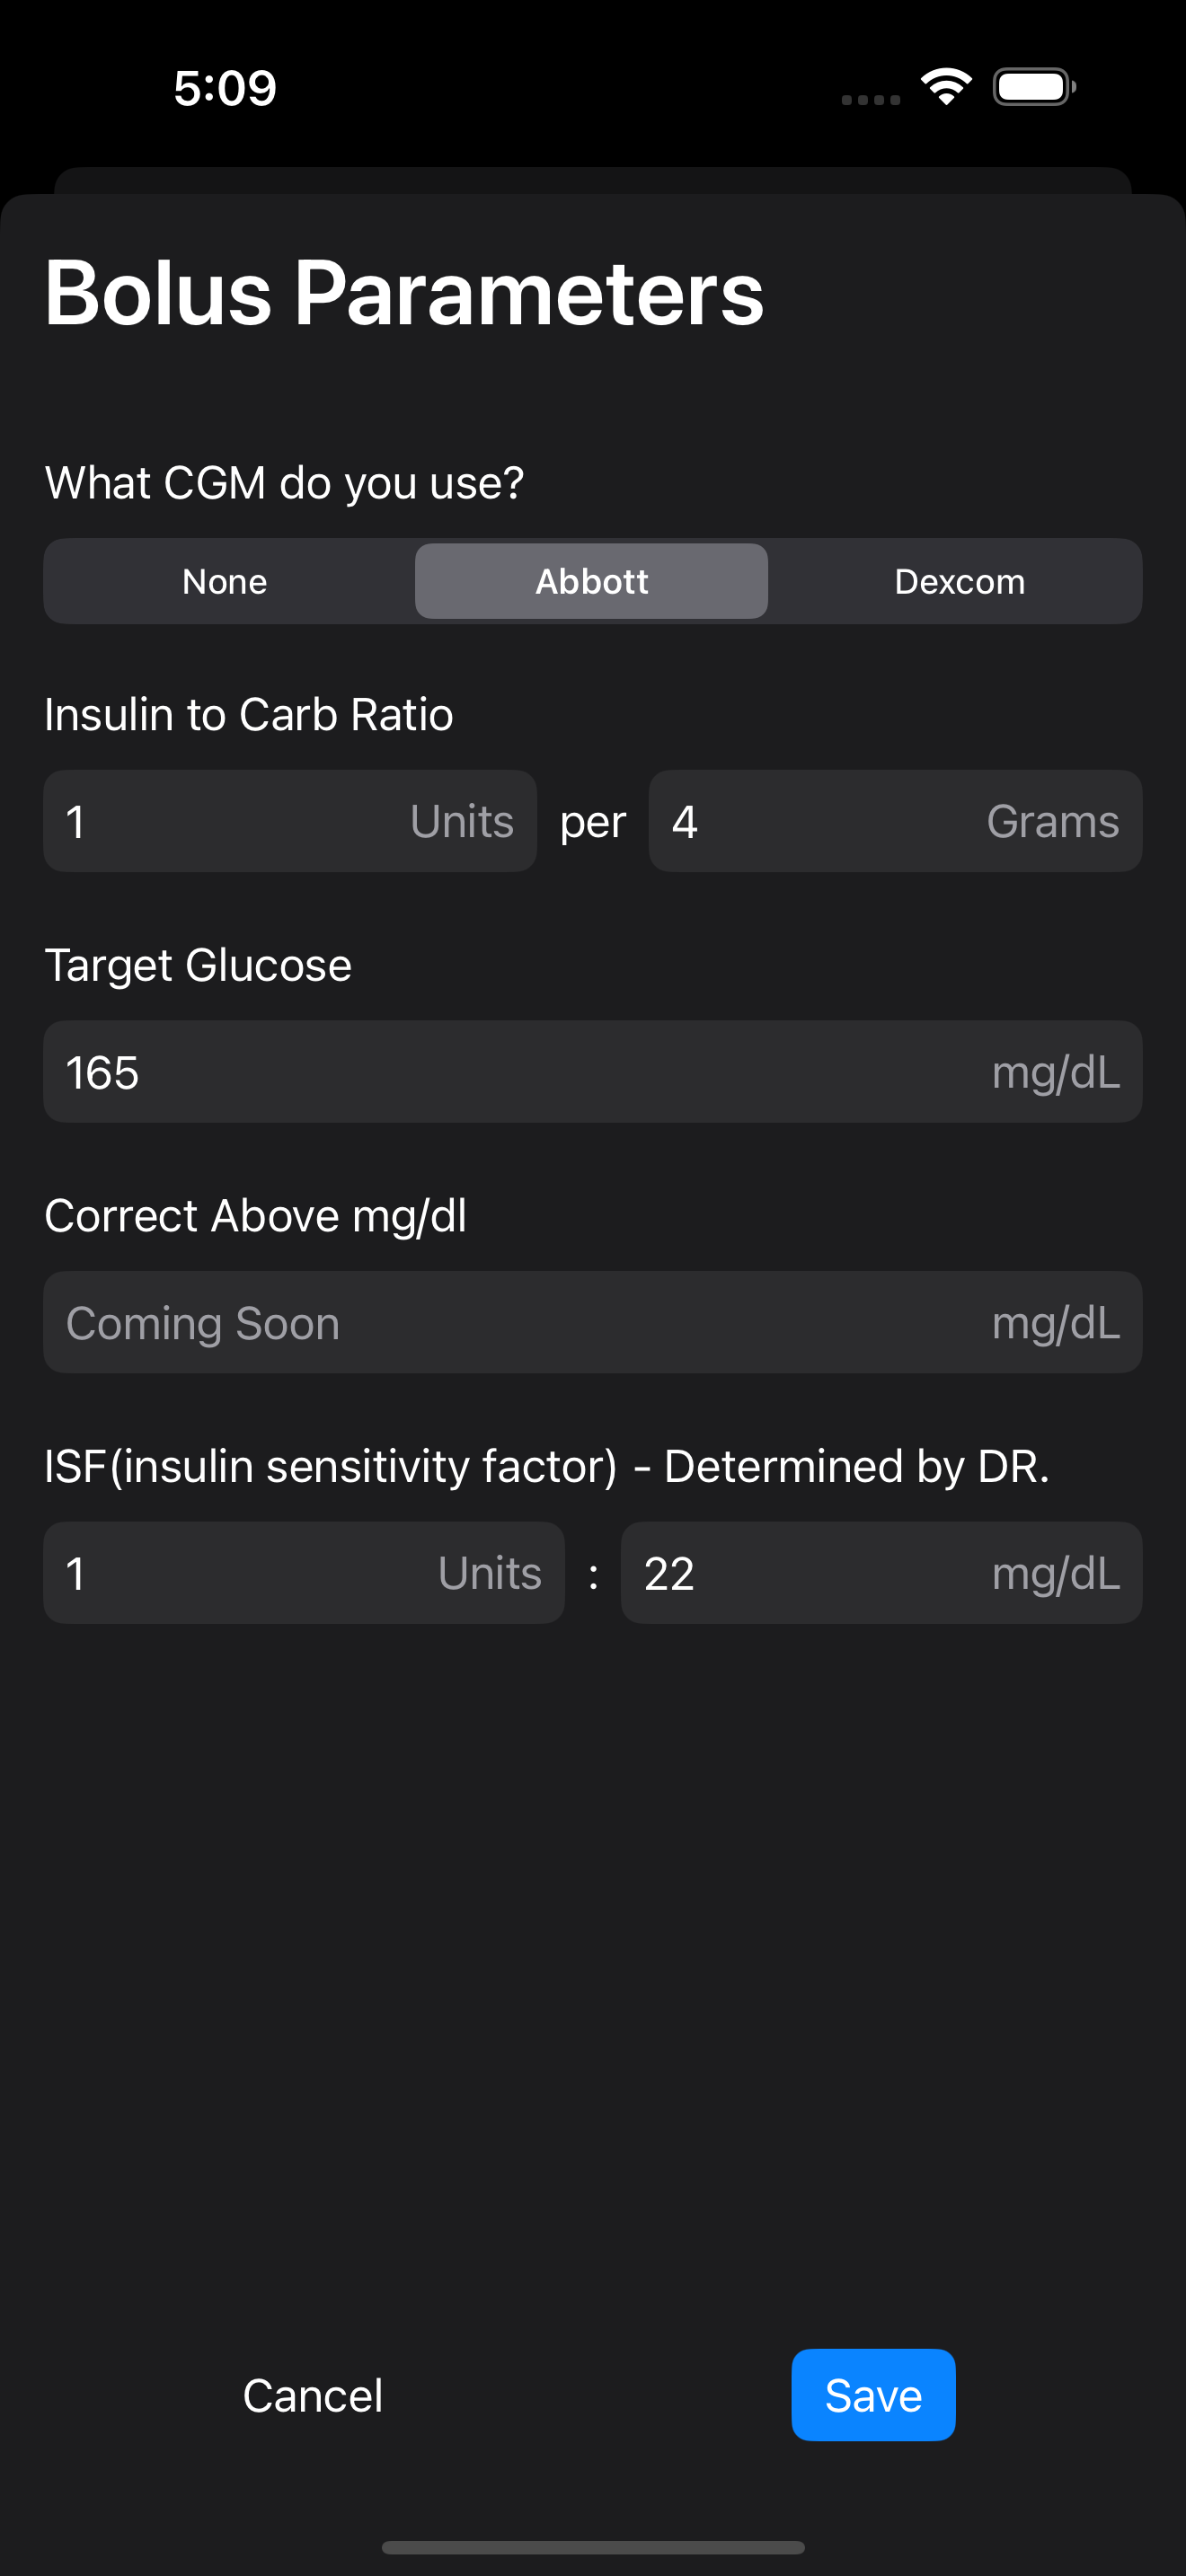 5:09
Bolus Parameters
What CGM do you use?
None Abbott Dexcom
Insulin to Carb Ratio
1 Units per 4 Grams
Target Glucose
165 mg/dL
Correct Above mg/dl
Coming Soon mg/dL
ISF(insulin sensitivity factor) - Determined by DR.
1 Units : 22 mg/dL
Cancel Save